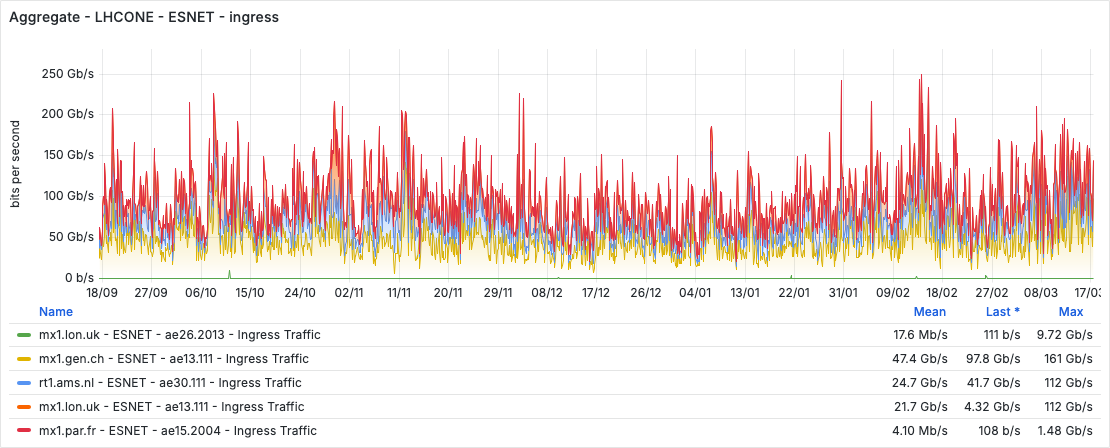 Aggregate - LHCONE - ESNET - ingress
bits per second
250 Gb/s
200 Gb/s
150 Gb/s
100 Gb/s
50 Gb/s
0 b/s
18/09 27/09 06/10 15/10 24/10 02/11 11/11 20/11 29/11 08/12 17/12 26/12 04/01 13/01 22/01 31/01 09/02 18/02 27/02 08/03 17/03
Name Mean Last * Max
mx1.lon.uk - ESNET - ae26.2013 - Ingress Traffic 17.6 Mb/s 111 b/s 9.72 Gb/s
mx1.gen.ch - ESNET - ae13.111 - Ingress Traffic 47.4 Gb/s 97.8 Gb/s 161 Gb/s
rt1.ams.nl - ESNET - ae30.111 - Ingress Traffic 24.7 Gb/s 41.7 Gb/s 112 Gb/s
mx1.lon.uk - ESNET - ae13.111 - Ingress Traffic 21.7 Gb/s 4.32 Gb/s 112 Gb/s
mx1.par.fr - ESNET - ae15.2004 - Ingress Traffic 4.10 Mb/s 108 b/s 1.48 Gb/s